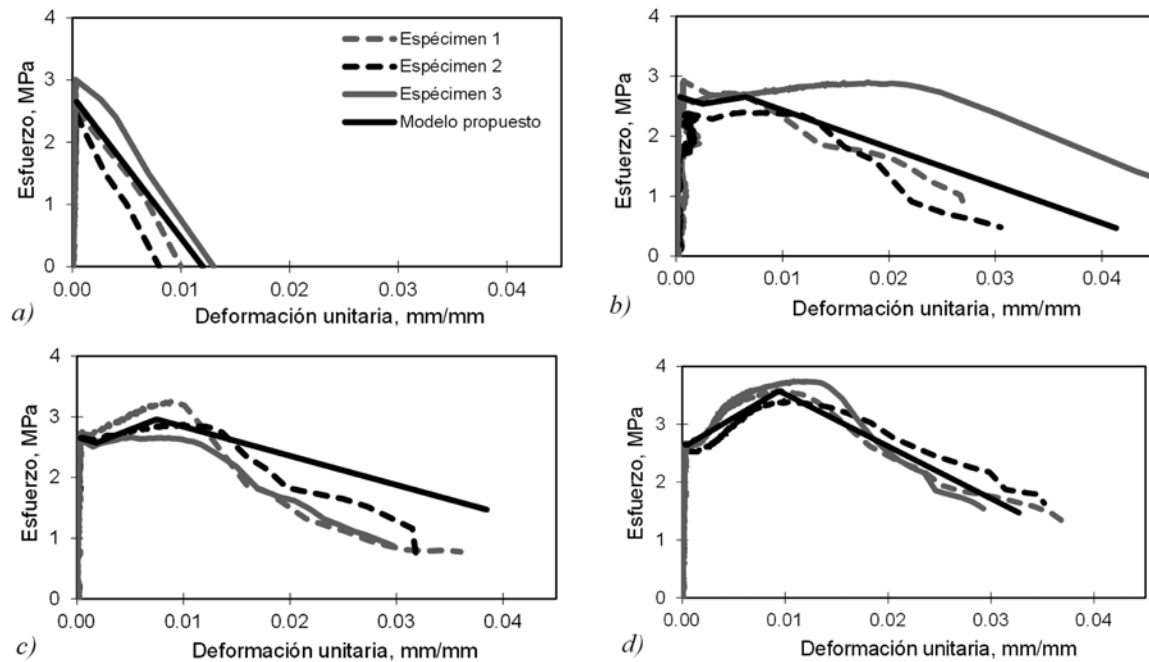 4
3
2
1
0
Esfuerzo, MPa
Espécimen 1
Espécimen 2
Espécimen 3
Modelo propuesto
0.00 0.01 0.02 0.03 0.04
Deformación unitaria, mm/mm
a)
4
3
2
1
0
Esfuerzo, MPa
0.00 0.01 0.02 0.03 0.04
Deformación unitaria, mm/mm
b)
4
3
2
1
0
Esfuerzo, MPa
0.00 0.01 0.02 0.03 0.04
Deformación unitaria, mm/mm
c)
4
3
2
1
0
Esfuerzo, MPa
0.00 0.01 0.02 0.03 0.04
Deformación unitaria, mm/mm
d)